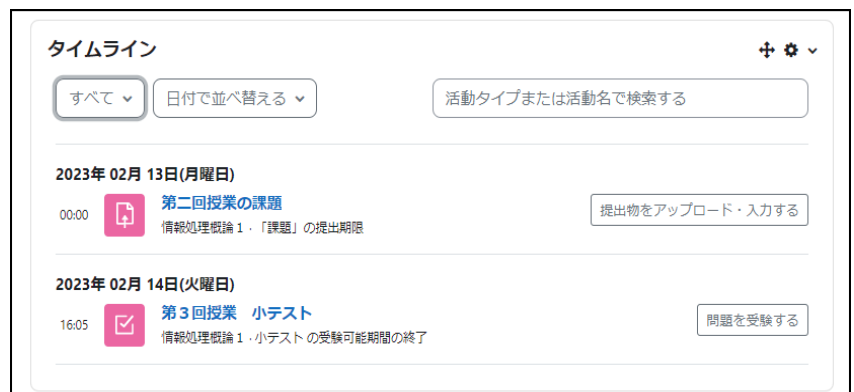 タイムライン
すべて 日付で並べ替える 活動タイプまたは活動名で検索する
2023年 02月 13日(月曜日)
00:00 第二回授業の課題 提出物をアップロード・入力する
情報処理概論１ · 「課題」の提出期限
2023年 02月 14日(火曜日)
16:05 第３回授業　小テスト 問題を受験する
情報処理概論１ · 小テスト の受験可能期間の終了